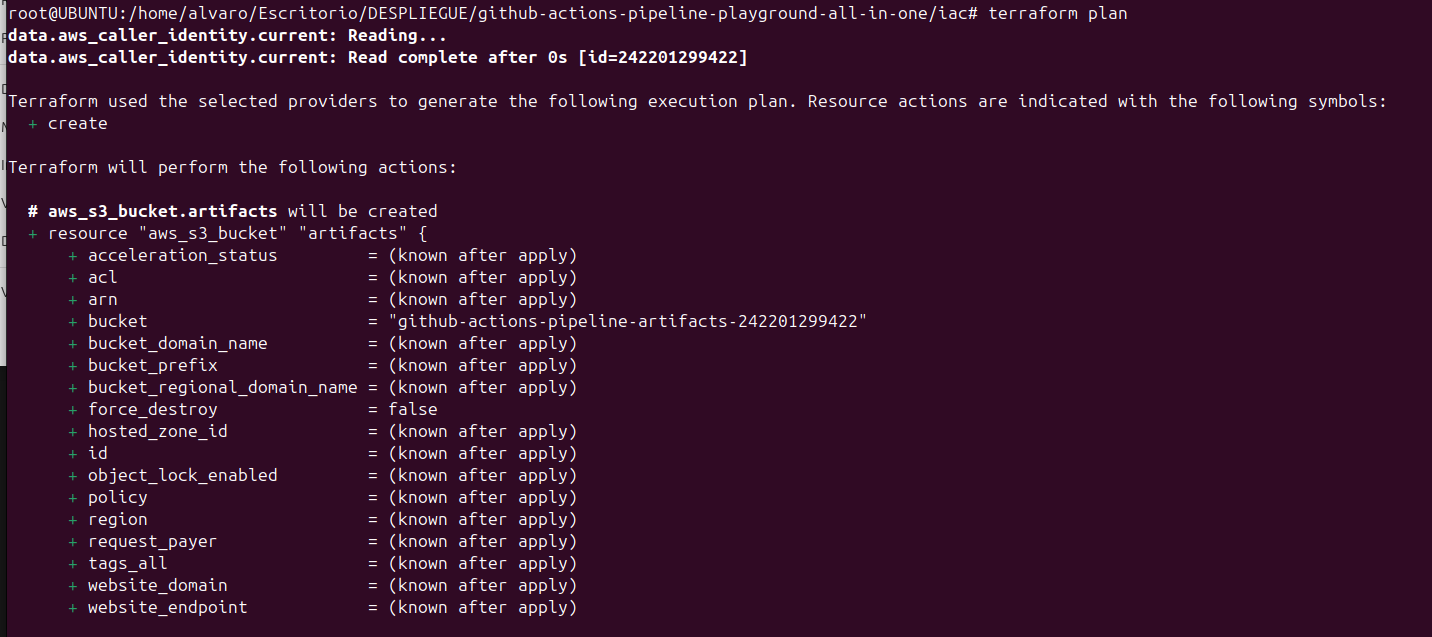 root@UBUNTU:/home/alvaro/Escritorio/DESPLIEGUE/github-actions-pipeline-playground-all-in-one/iac# terraform plan
data.aws_caller_identity.current: Reading...
data.aws_caller_identity.current: Read complete after 0s [id=242201299422]
Terraform used the selected providers to generate the following execution plan. Resource actions are indicated with the following symbols:
+ create
Terraform will perform the following actions:
# aws_s3_bucket.artifacts will be created
+ resource "aws_s3_bucket" "artifacts" {
+ acceleration_status = (known after apply)
+ acl = (known after apply)
+ arn = (known after apply)
+ bucket = "github-actions-pipeline-artifacts-242201299422"
+ bucket_domain_name = (known after apply)
+ bucket_prefix = (known after apply)
+ bucket_regional_domain_name = (known after apply)
+ force_destroy = false
+ hosted_zone_id = (known after apply)
+ id = (known after apply)
+ object_lock_enabled = (known after apply)
+ policy = (known after apply)
+ region = (known after apply)
+ request_payer = (known after apply)
+ tags_all = (known after apply)
+ website_domain = (known after apply)
+ website_endpoint = (known after apply)